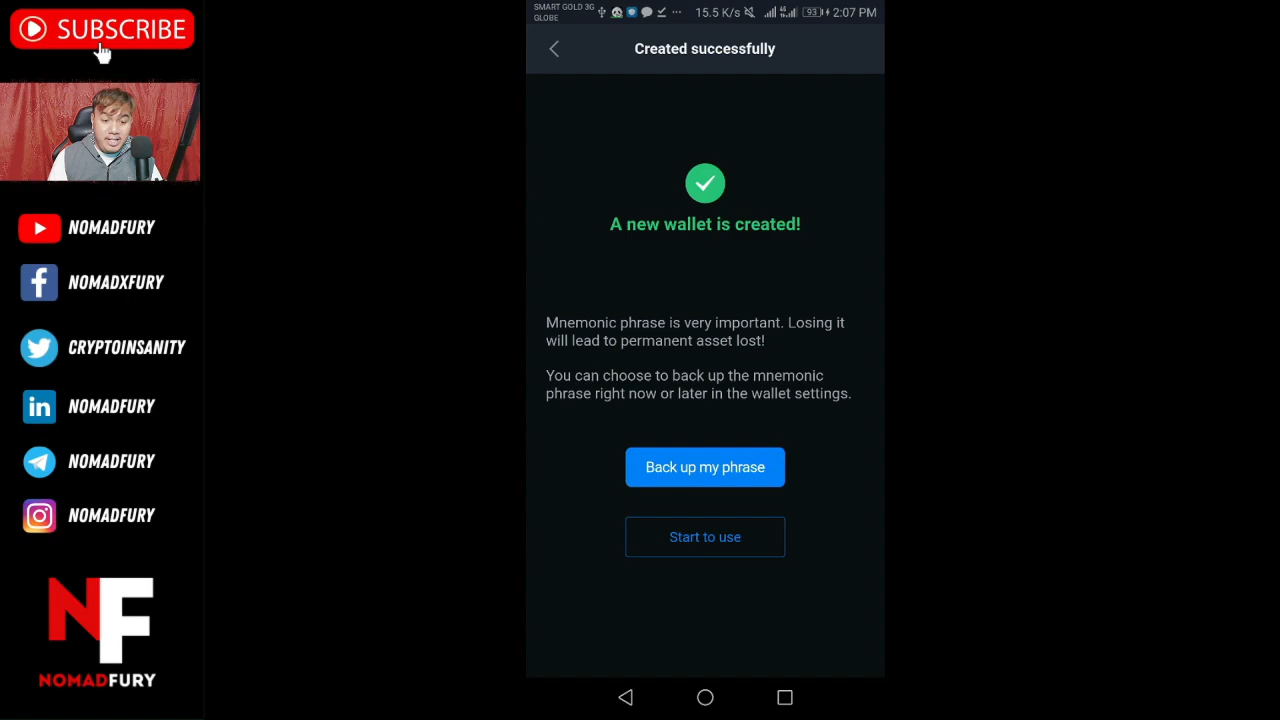 SUBSCRIBE
NOMADFURY
NOMADXFURY
CRYPTOINSANITY
NOMADFURY
NOMADFURY
NOMADFURY
NF
NOMADFURY
SMART GOLD 3G
GLOBE
15.5 K/s
93
2:07 PM
Created successfully
A new wallet is created!
Mnemonic phrase is very important. Losing it
will lead to permanent asset lost!
You can choose to back up the mnemonic
phrase right now or later in the wallet settings.
Back up my phrase
Start to use